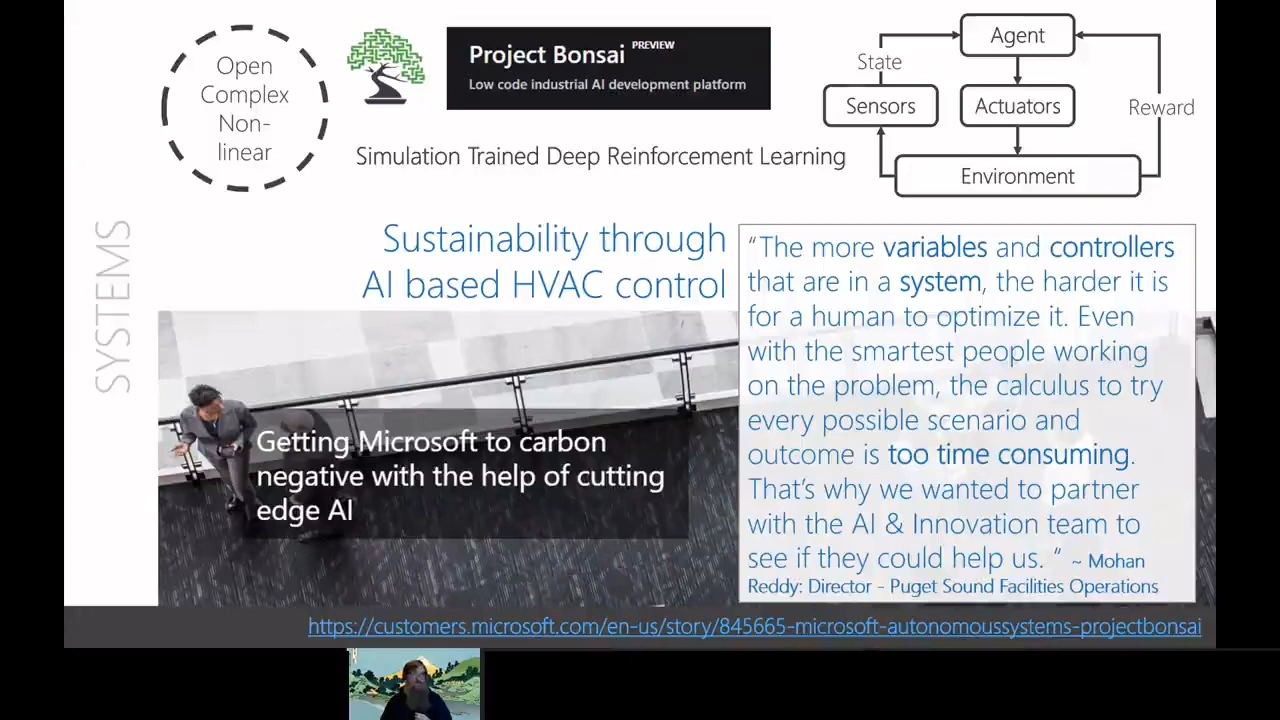 Open
Complex
Non-
linear
Project Bonsai PREVIEW
Low code industrial AI development platform
Simulation Trained Deep Reinforcement Learning
Agent
State
Sensors
Actuators
Reward
Environment
SYSTEMS
Sustainability through
AI based HVAC control
Getting Microsoft to carbon
negative with the help of cutting
edge AI
“The more variables and controllers
that are in a system, the harder it is
for a human to optimize it. Even
with the smartest people working
on the problem, the calculus to try
every possible scenario and
outcome is too time consuming.
That’s why we wanted to partner
with the AI & Innovation team to
see if they could help us. “ ~ Mohan
Reddy: Director - Puget Sound Facilities Operations
https://customers.microsoft.com/en-us/story/845665-microsoft-autonomoussystems-projectbonsai